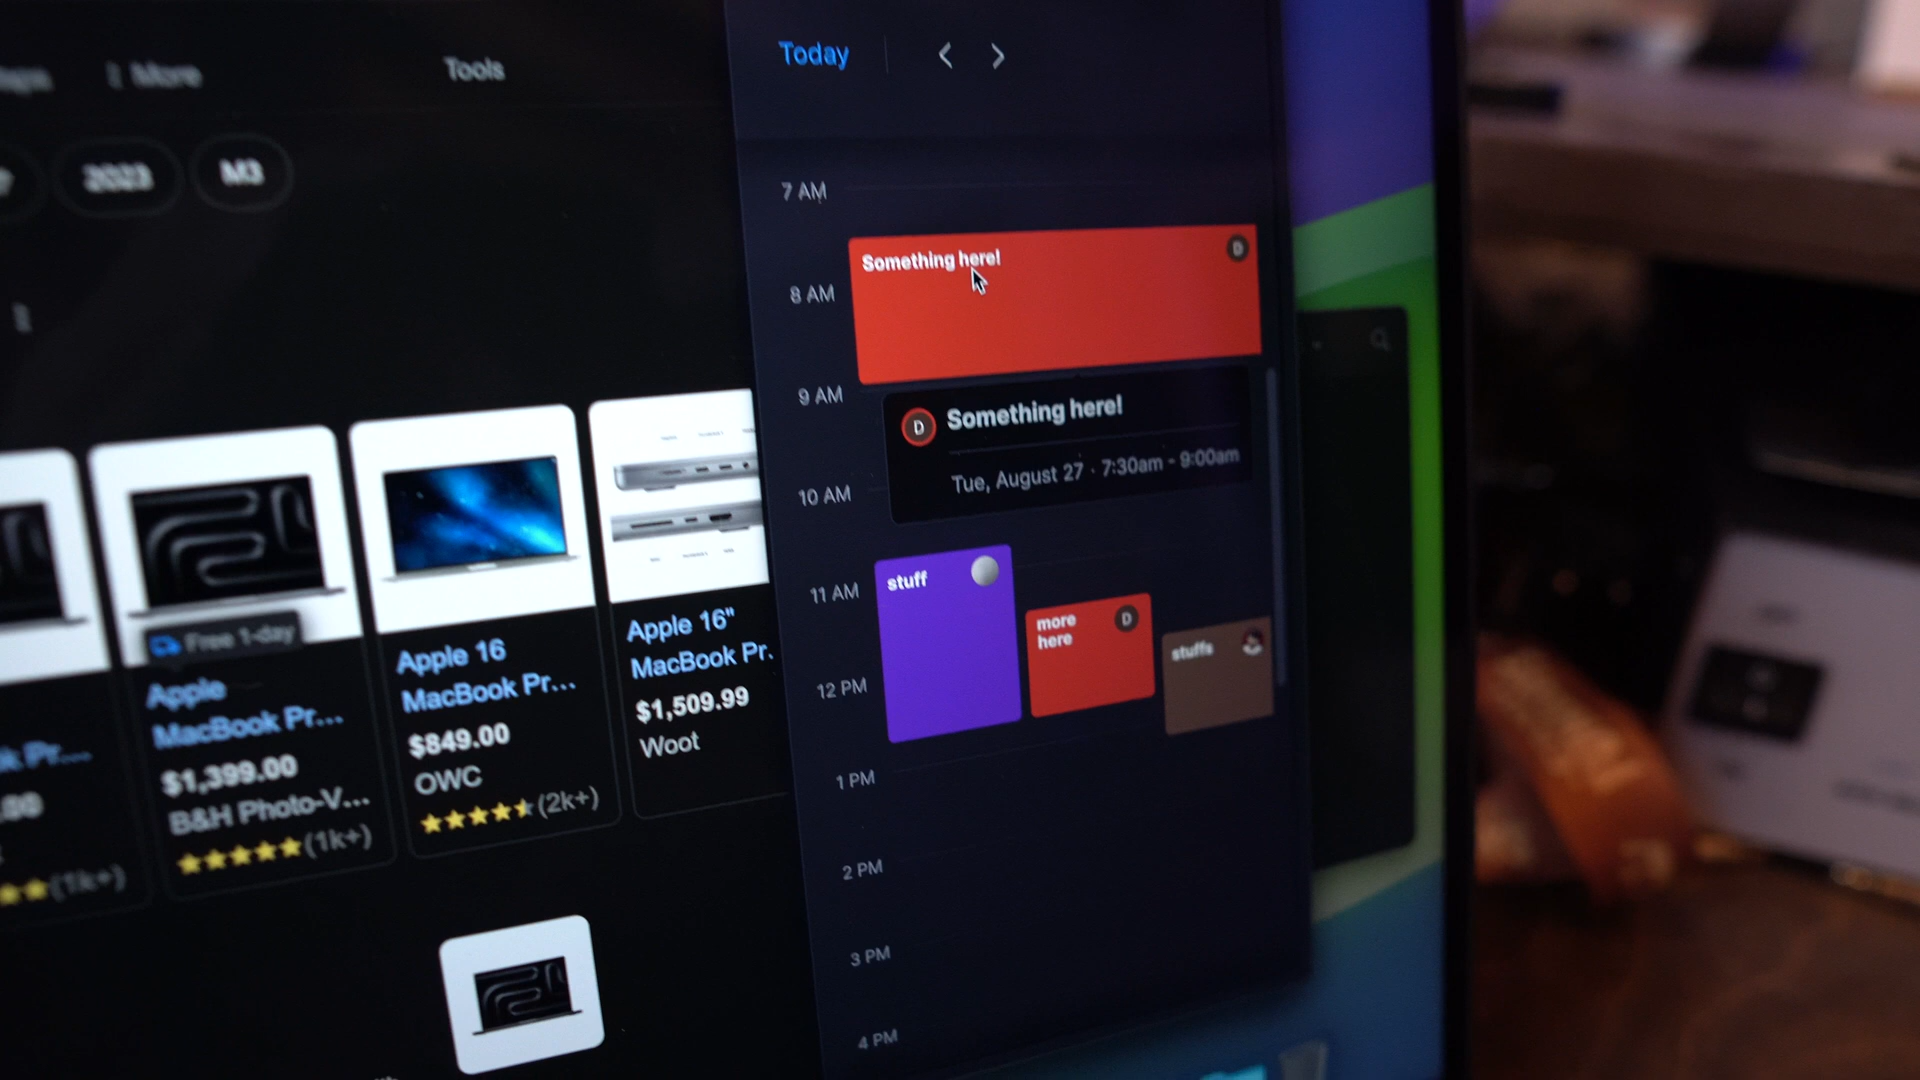 More
Tools
2023
M3
Free 1-day
Apple
MacBook Pr...
$1,399.00
B&H Photo-V...
(1k+)
(1k+)
Apple 16
MacBook Pr...
$849.00
OWC
(2k+)
Apple 16"
MacBook Pr.
$1,509.99
Woot
Today
7 AM
Something here!
D
8 AM
9 AM
D
Something here!
Tue, August 27 · 7:30am - 9:00am
10 AM
11 AM
stuff
more
here
D
stuffs
12 PM
1 PM
2 PM
3 PM
4 PM